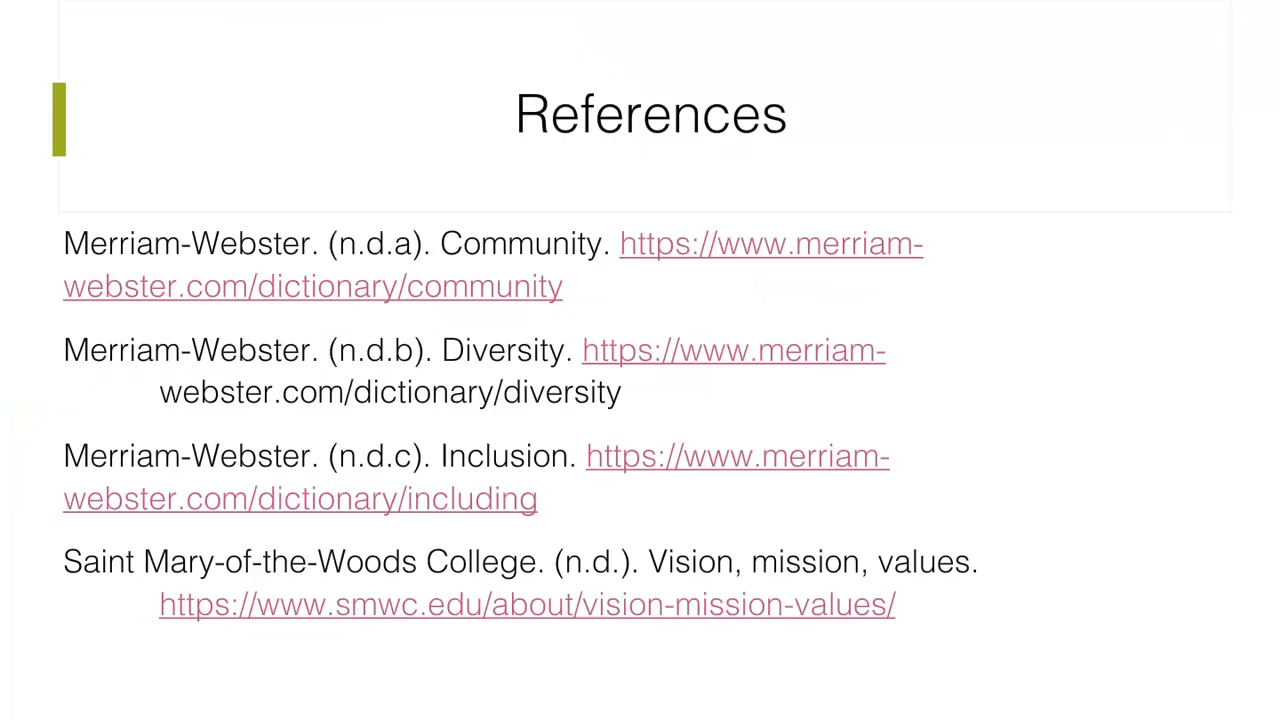 References
Merriam-Webster. (n.d.a). Community. https://www.merriam-
webster.com/dictionary/community
Merriam-Webster. (n.d.b). Diversity. https://www.merriam-
webster.com/dictionary/diversity
Merriam-Webster. (n.d.c). Inclusion. https://www.merriam-
webster.com/dictionary/including
Saint Mary-of-the-Woods College. (n.d.). Vision, mission, values.
https://www.smwc.edu/about/vision-mission-values/